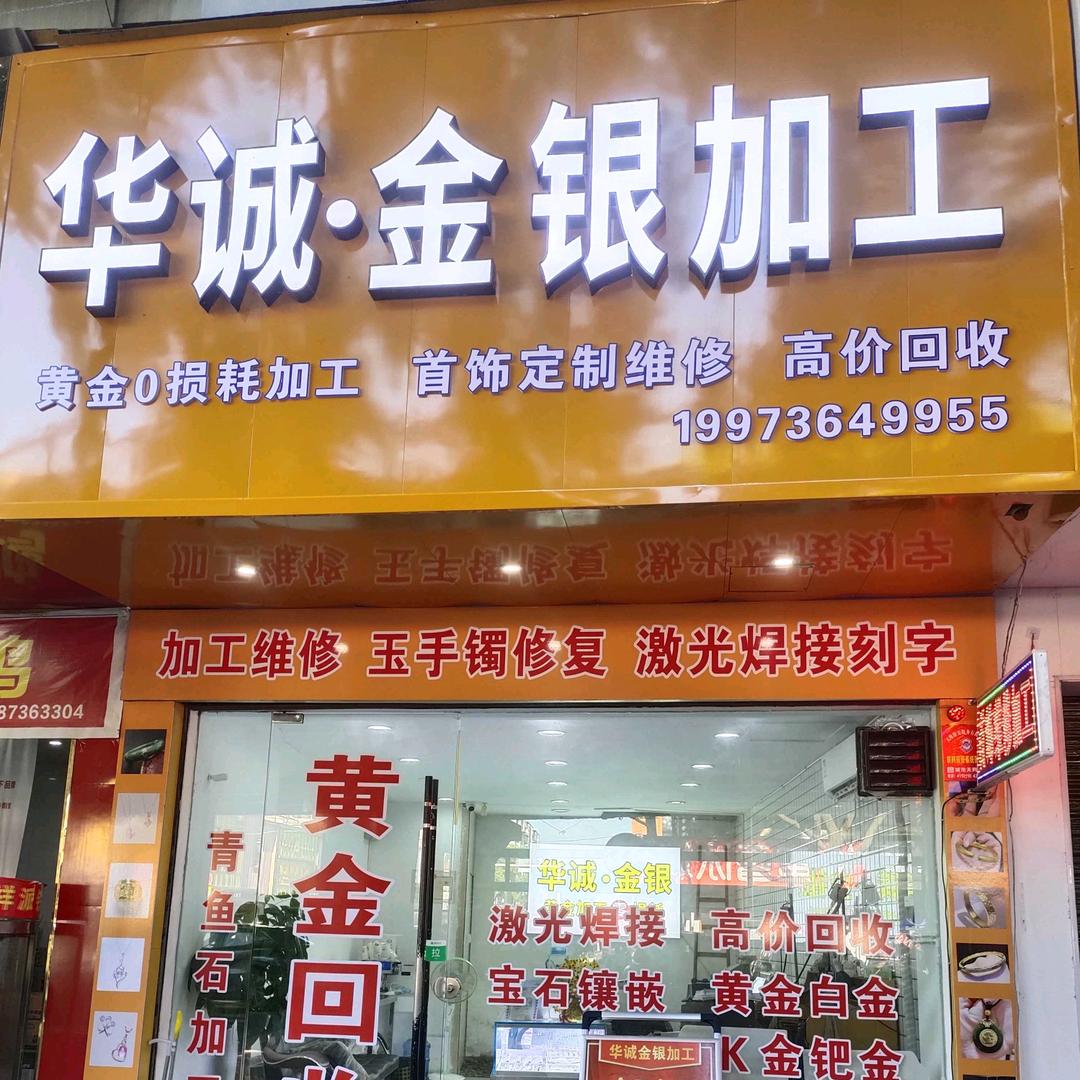 华诚·金银加工
黄金0损耗加工 首饰定制维修 高价回收
19973649955
加工维修 玉手镯修复 激光焊接刻字
87363304
黄金回收
青鱼石加工
华诚·金银
激光焊接 高价回收
宝石镶嵌 黄金白金
K金钯金
拉
华诚金银加工